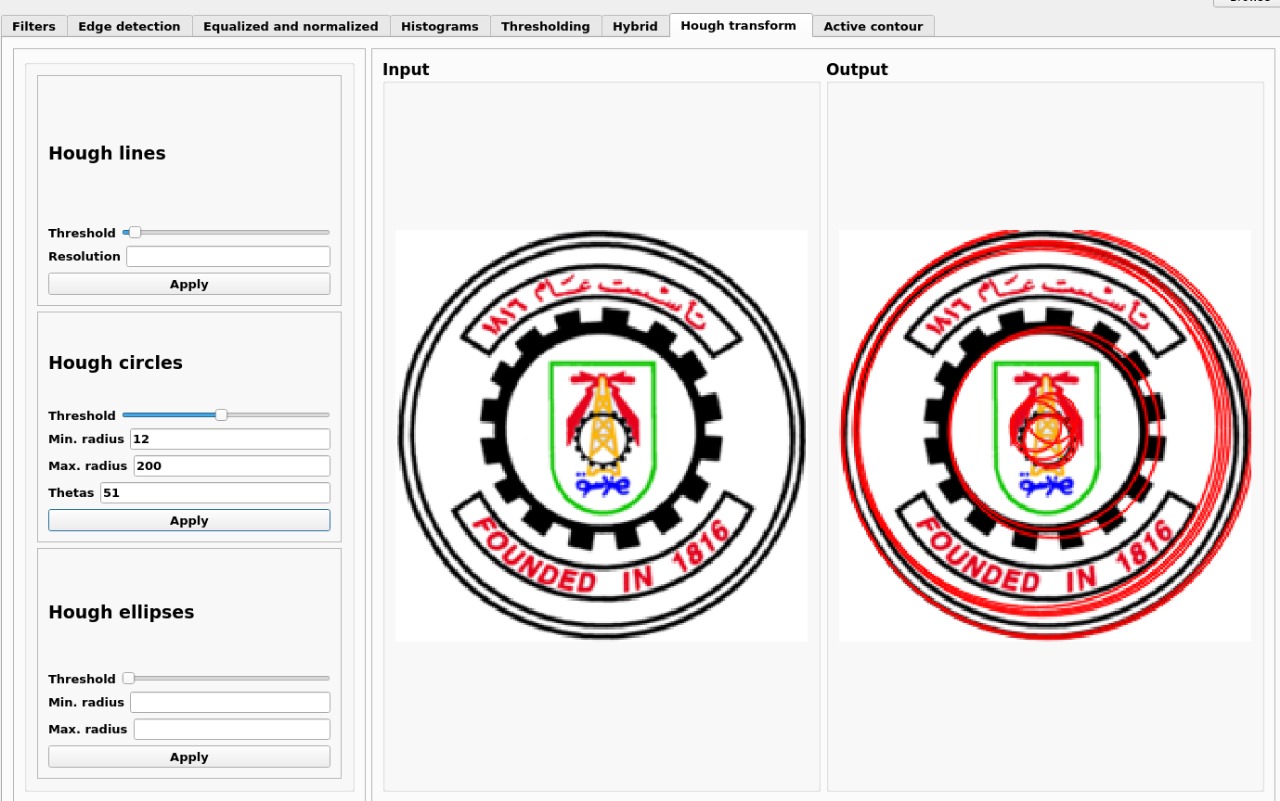 Filters
Edge detection
Equalized and normalized
Histograms
Thresholding
Hybrid
Hough transform
Active contour
Hough lines
Threshold
Resolution
Apply
Hough circles
Threshold
Min. radius 12
Max. radius 200
Thetas 51
Apply
Hough ellipses
Threshold
Min. radius
Max. radius
Apply
Input
تأسست عام ١٨١٦
FOUNDED IN 1816
Output
تأسست عام ١٨١٦
FOUNDED IN 1816